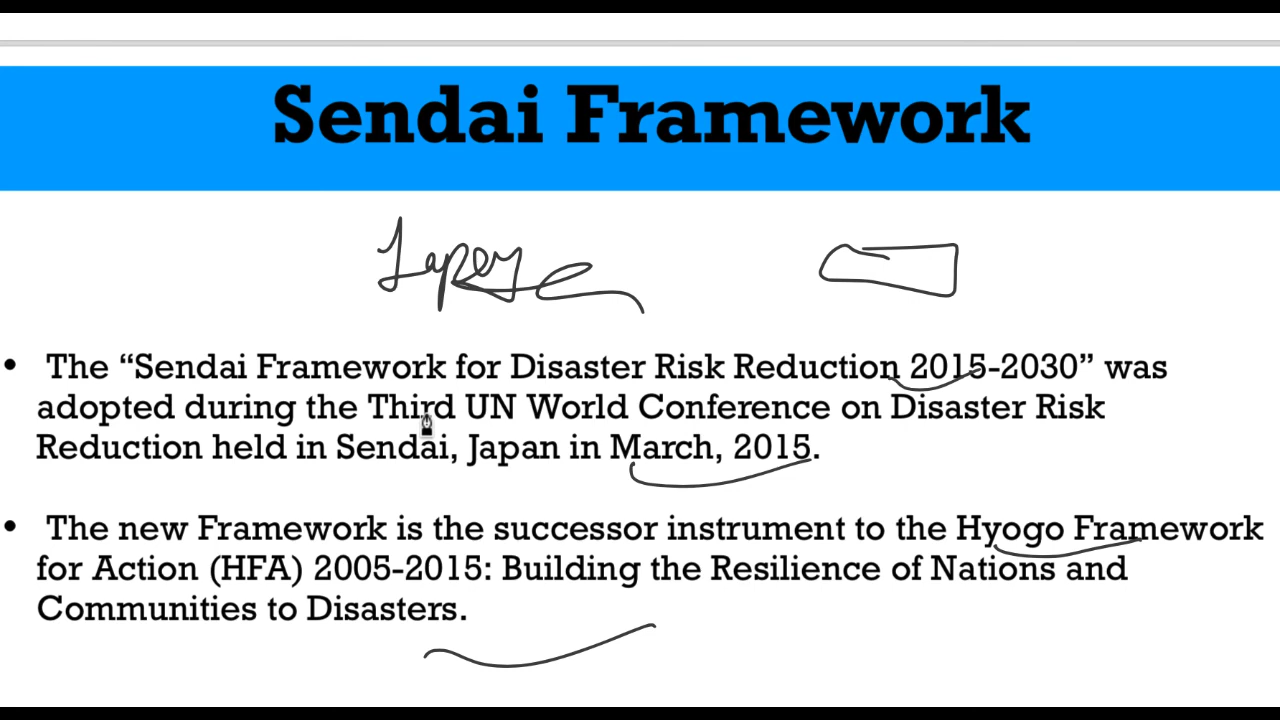 Sendai Framework
• The “Sendai Framework for Disaster Risk Reduction 2015-2030” was
adopted during the Third UN World Conference on Disaster Risk
Reduction held in Sendai, Japan in March, 2015.
• The new Framework is the successor instrument to the Hyogo Framework
for Action (HFA) 2005-2015: Building the Resilience of Nations and
Communities to Disasters.